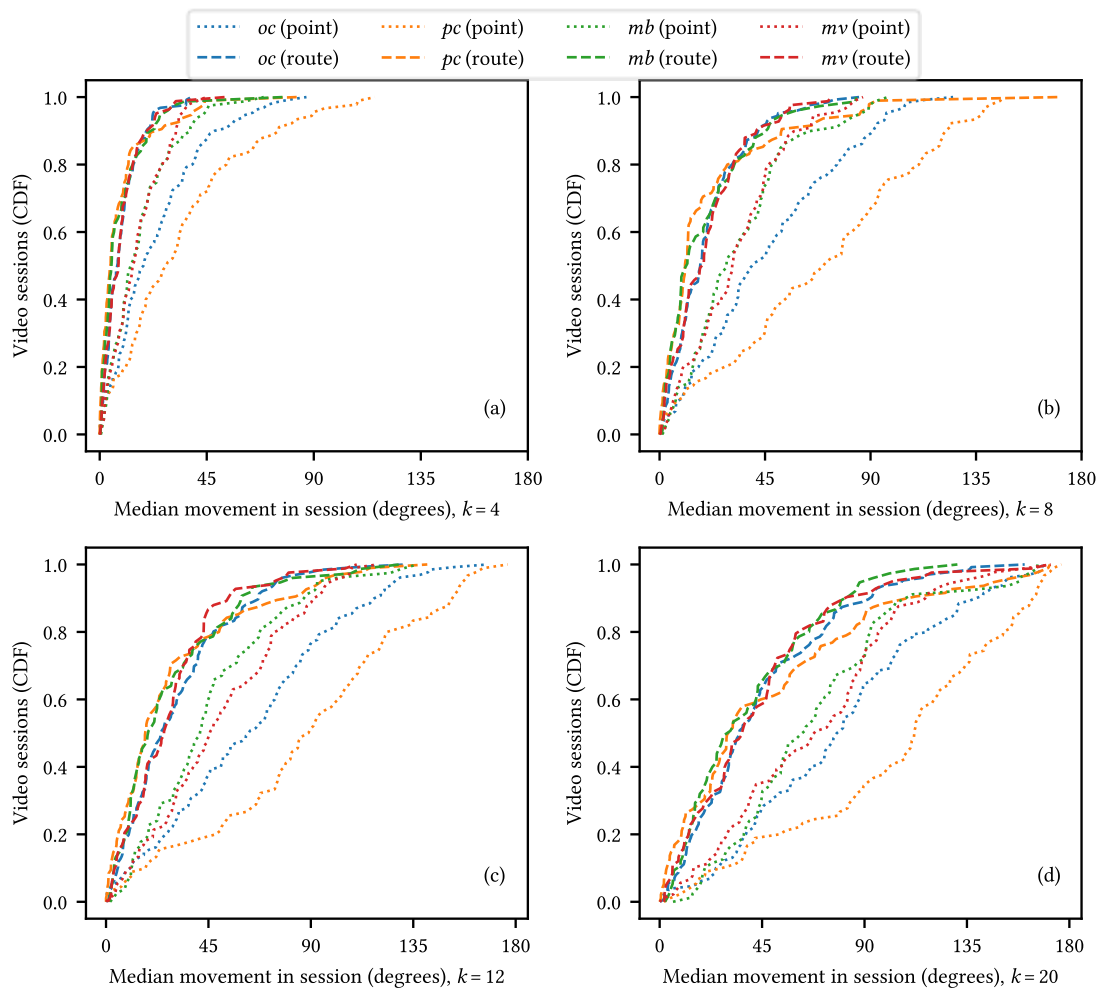 oc (point) pc (point) mb (point) mv (point)
oc (route) pc (route) mb (route) mv (route)
Video sessions (CDF)
1.0
0.8
0.6
0.4
0.2
0.0
(a)
0 45 90 135 180
Median movement in session (degrees), k = 4
Video sessions (CDF)
1.0
0.8
0.6
0.4
0.2
0.0
(b)
0 45 90 135 180
Median movement in session (degrees), k = 8
Video sessions (CDF)
1.0
0.8
0.6
0.4
0.2
0.0
(c)
0 45 90 135 180
Median movement in session (degrees), k = 12
Video sessions (CDF)
1.0
0.8
0.6
0.4
0.2
0.0
(d)
0 45 90 135 180
Median movement in session (degrees), k = 20